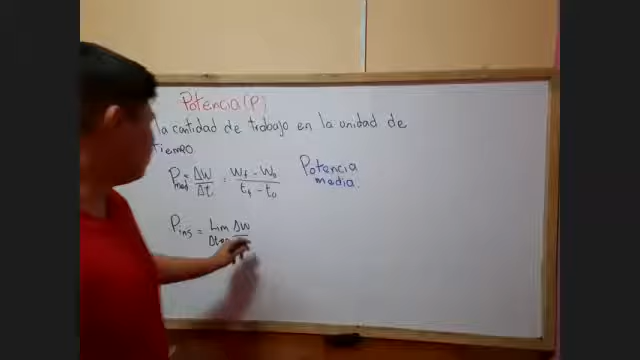 Potencia (P)
la cantidad de trabajo en la unidad de
tiempo
Pmed = ΔW/Δt = (Wf - Wo)/(tf - to) Potencia
media.
Pins = Lim ΔW